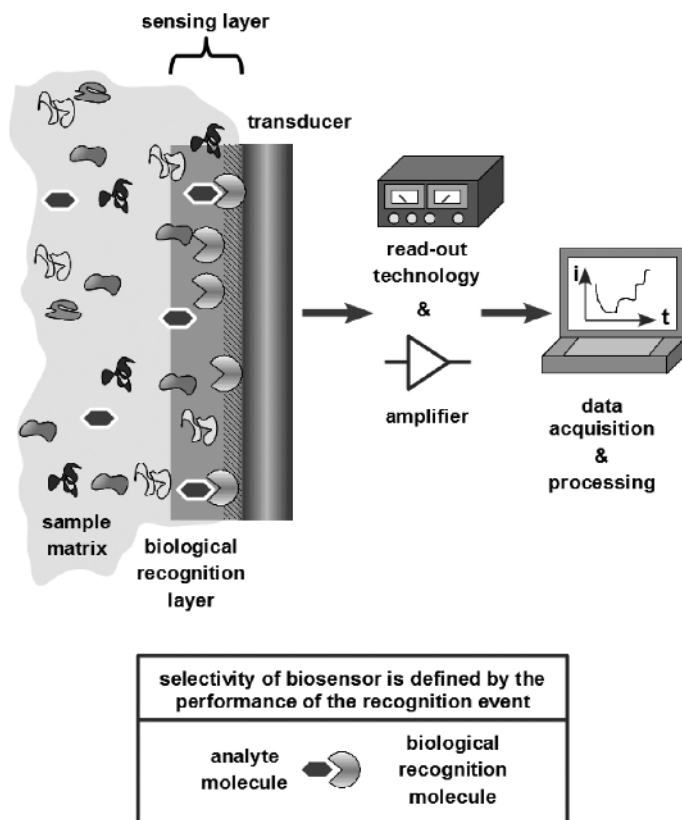 sensing layer
transducer
read-out
technology
&
amplifier
i
t
data
acquisition
&
processing
sample
matrix
biological
recognition
layer
selectivity of biosensor is defined by the
performance of the recognition event
analyte
molecule
biological
recognition
molecule